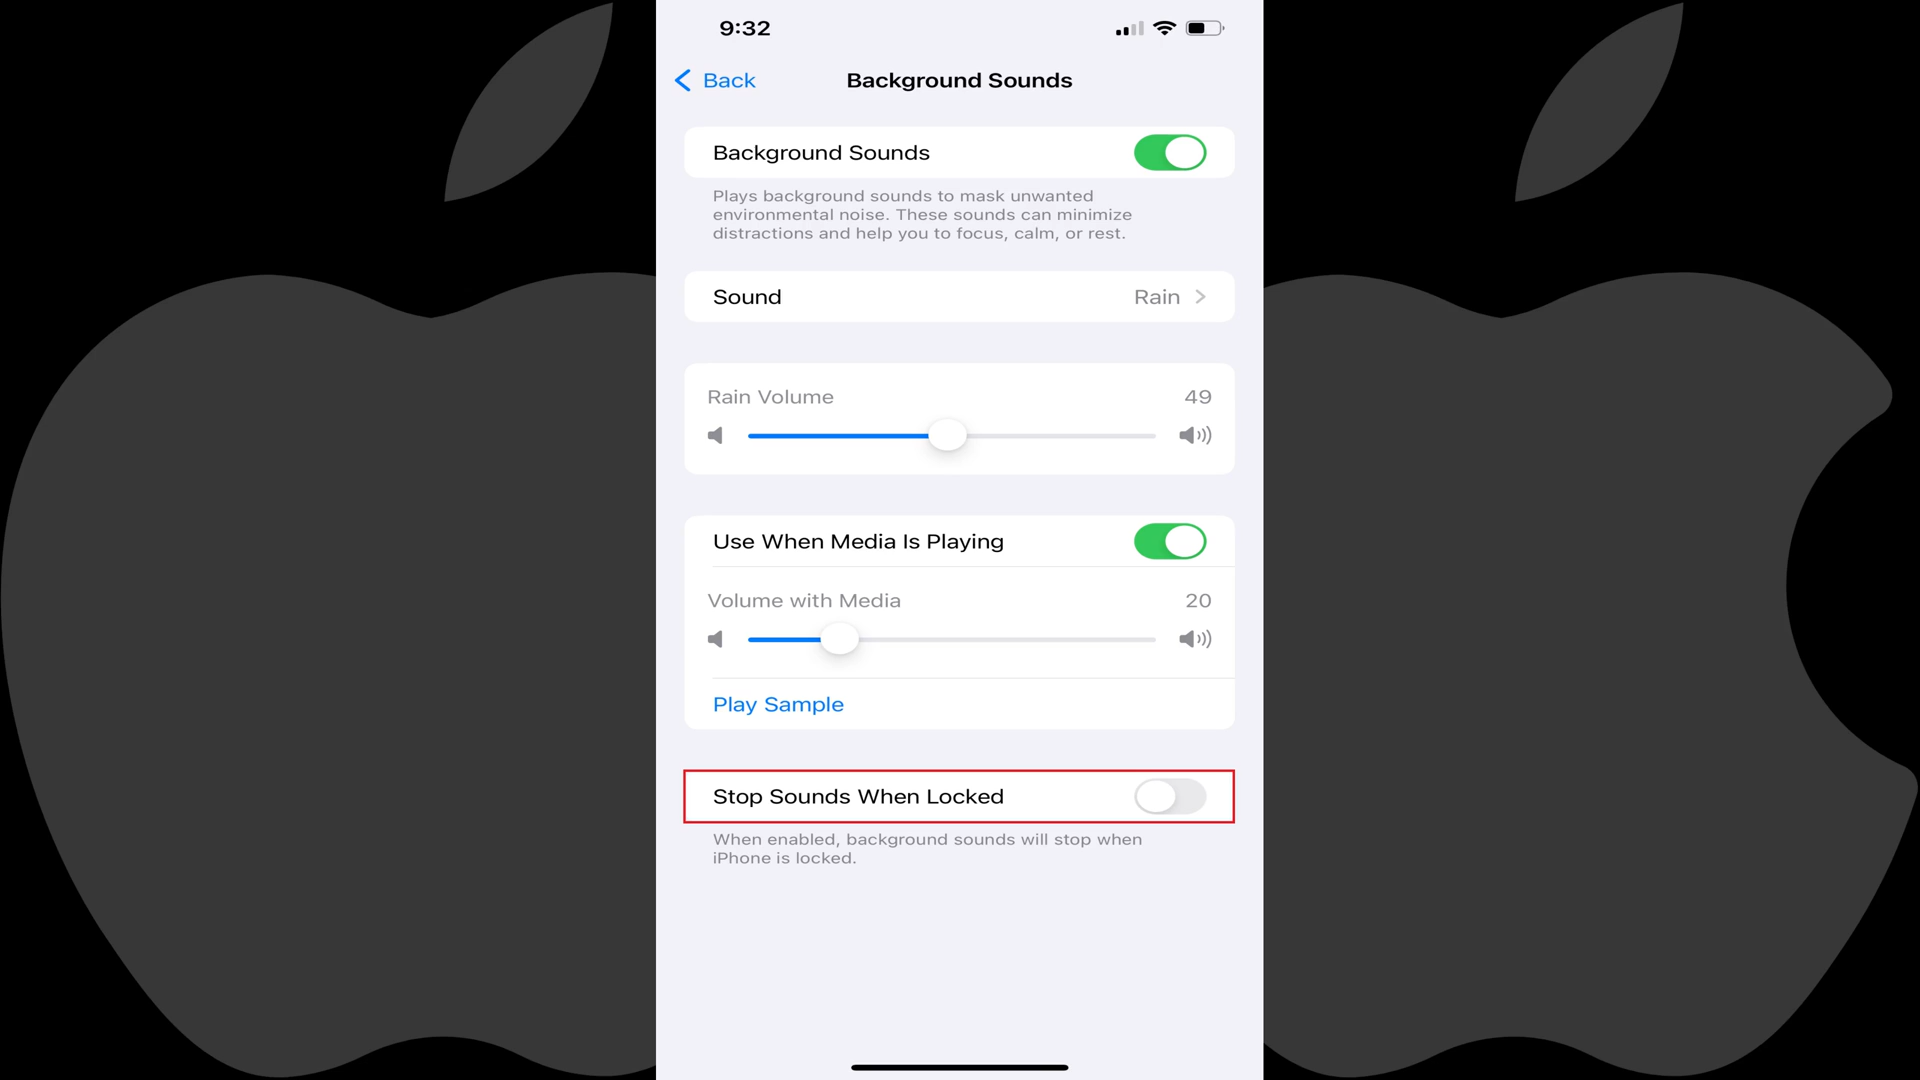 9:32
Back
Background Sounds
Background Sounds
Plays background sounds to mask unwanted
environmental noise. These sounds can minimize
distractions and help you to focus, calm, or rest.
Sound Rain
Rain Volume 49
Use When Media Is Playing
Volume with Media 20
Play Sample
Stop Sounds When Locked
When enabled, background sounds will stop when
iPhone is locked.